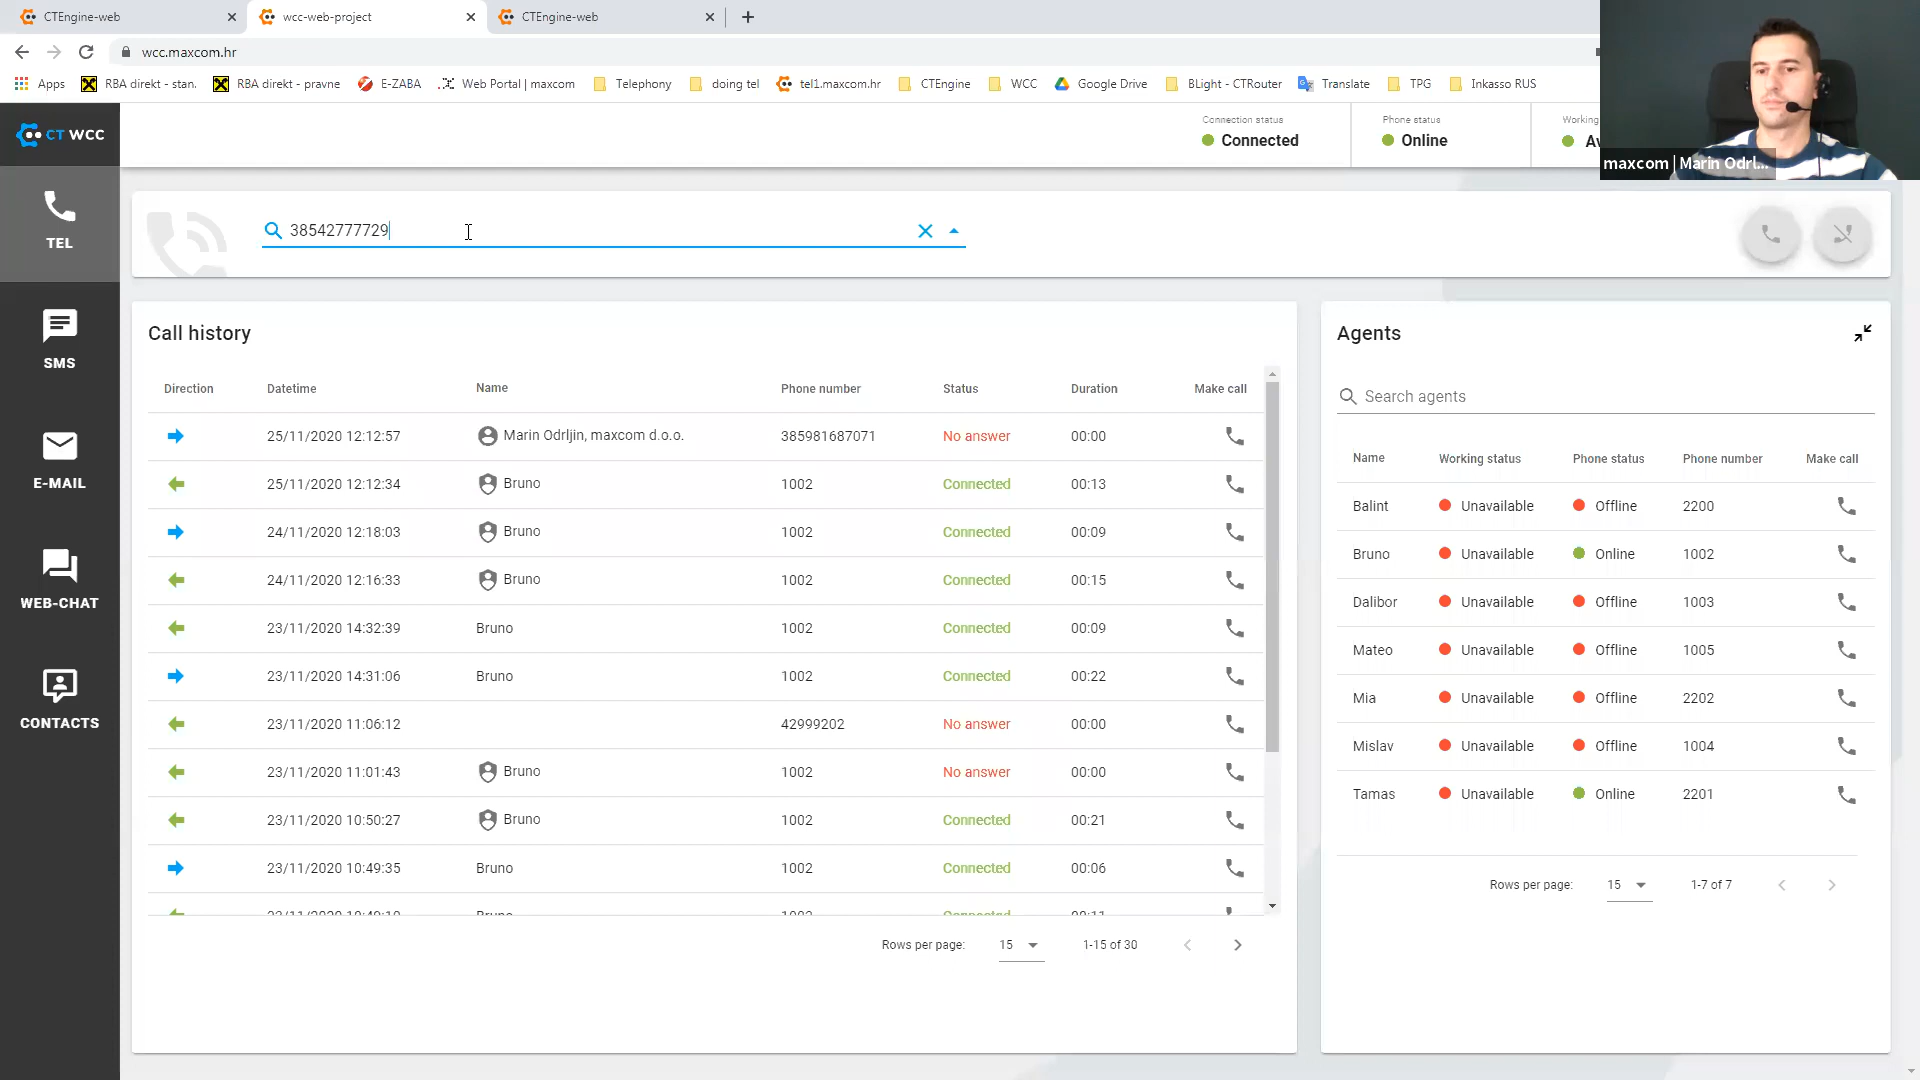 CTEngine-web
wcc-web-project
CTEngine-web
wcc.maxcom.hr
Apps
RBA direkt - stan.
RBA direkt - pravne
E-ZABA
Web Portal | maxcom
Telephony
doing tel
tel1.maxcom.hr
CTEngine
WCC
Google Drive
BLight - CTRouter
Translate
TPG
Inkasso RUS
CT WCC
Connection status
Connected
Phone status
Online
Working
maxcom | Marin Odrl...
TEL
SMS
E-MAIL
WEB-CHAT
CONTACTS
38542777729
Call history
Direction Datetime Name Phone number Status Duration Make call
25/11/2020 12:12:57 Marin Odrljin, maxcom d.o.o. 385981687071 No answer 00:00
25/11/2020 12:12:34 Bruno 1002 Connected 00:13
24/11/2020 12:18:03 Bruno 1002 Connected 00:09
24/11/2020 12:16:33 Bruno 1002 Connected 00:15
23/11/2020 14:32:39 Bruno 1002 Connected 00:09
23/11/2020 14:31:06 Bruno 1002 Connected 00:22
23/11/2020 11:06:12 42999202 No answer 00:00
23/11/2020 11:01:43 Bruno 1002 No answer 00:00
23/11/2020 10:50:27 Bruno 1002 Connected 00:21
23/11/2020 10:49:35 Bruno 1002 Connected 00:06
Rows per page: 15 1-15 of 30
Agents
Search agents
Name Working status Phone status Phone number Make call
Balint Unavailable Offline 2200
Bruno Unavailable Online 1002
Dalibor Unavailable Offline 1003
Mateo Unavailable Offline 1005
Mia Unavailable Offline 2202
Mislav Unavailable Offline 1004
Tamas Unavailable Online 2201
Rows per page: 15 1-7 of 7